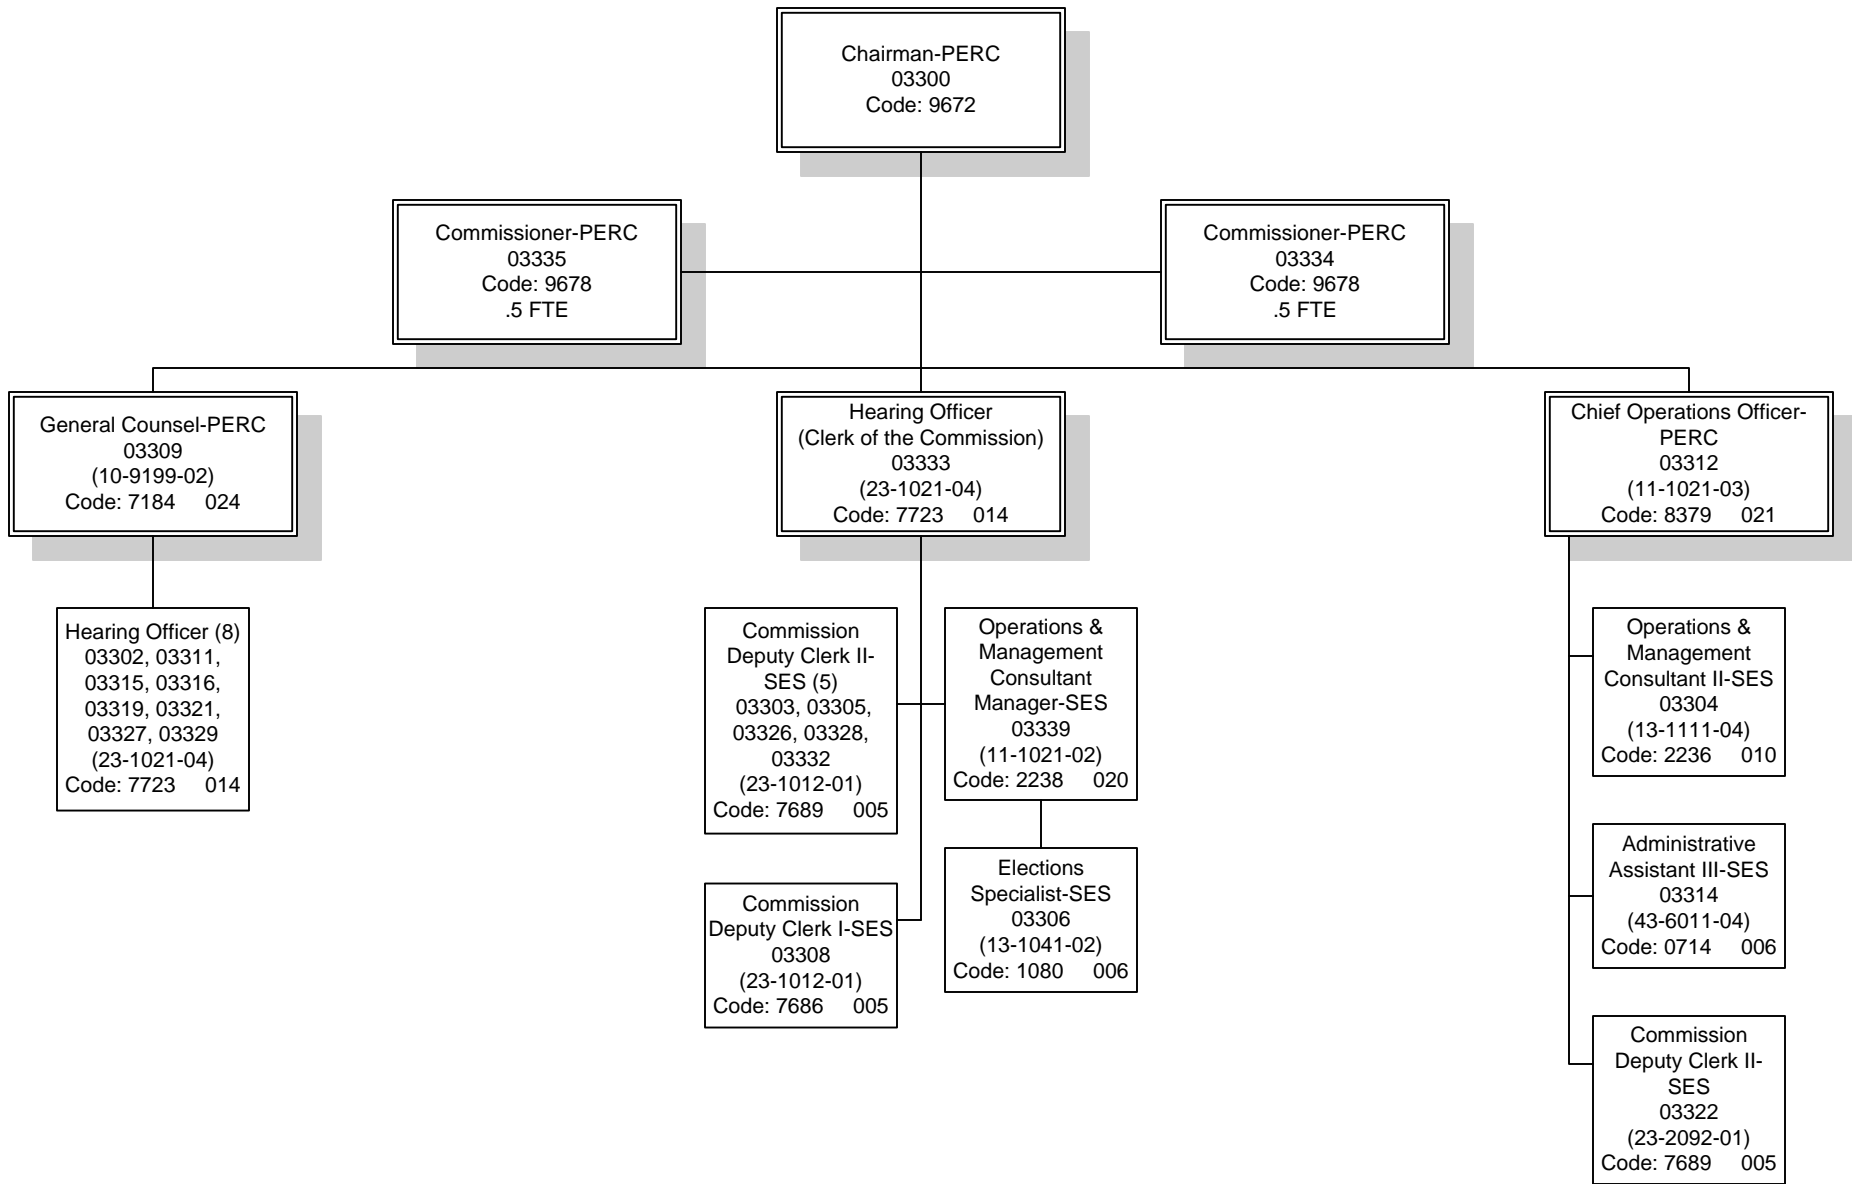 Chairman-PERC
03300
Code: 9672
Commissioner-PERC
03335
Code: 9678
.5 FTE
Commissioner-PERC
03334
Code: 9678
.5 FTE
General Counsel-PERC
03309
(10-9199-02)
Code: 7184 024
Hearing Officer
(Clerk of the Commission)
03333
(23-1021-04)
Code: 7723 014
Chief Operations Officer-
PERC
03312
(11-1021-03)
Code: 8379 021
Hearing Officer (8)
03302, 03311,
03315, 03316,
03319, 03321,
03327, 03329
(23-1021-04)
Code: 7723 014
Commission
Deputy Clerk II-
SES (5)
03303, 03305,
03326, 03328,
03332
(23-1012-01)
Code: 7689 005
Operations &
Management
Consultant
Manager-SES
03339
(11-1021-02)
Code: 2238 020
Operations &
Management
Consultant II-SES
03304
(13-1111-04)
Code: 2236 010
Commission
Deputy Clerk I-SES
03308
(23-1012-01)
Code: 7686 005
Elections
Specialist-SES
03306
(13-1041-02)
Code: 1080 006
Administrative
Assistant III-SES
03314
(43-6011-04)
Code: 0714 006
Commission
Deputy Clerk II-
SES
03322
(23-2092-01)
Code: 7689 005